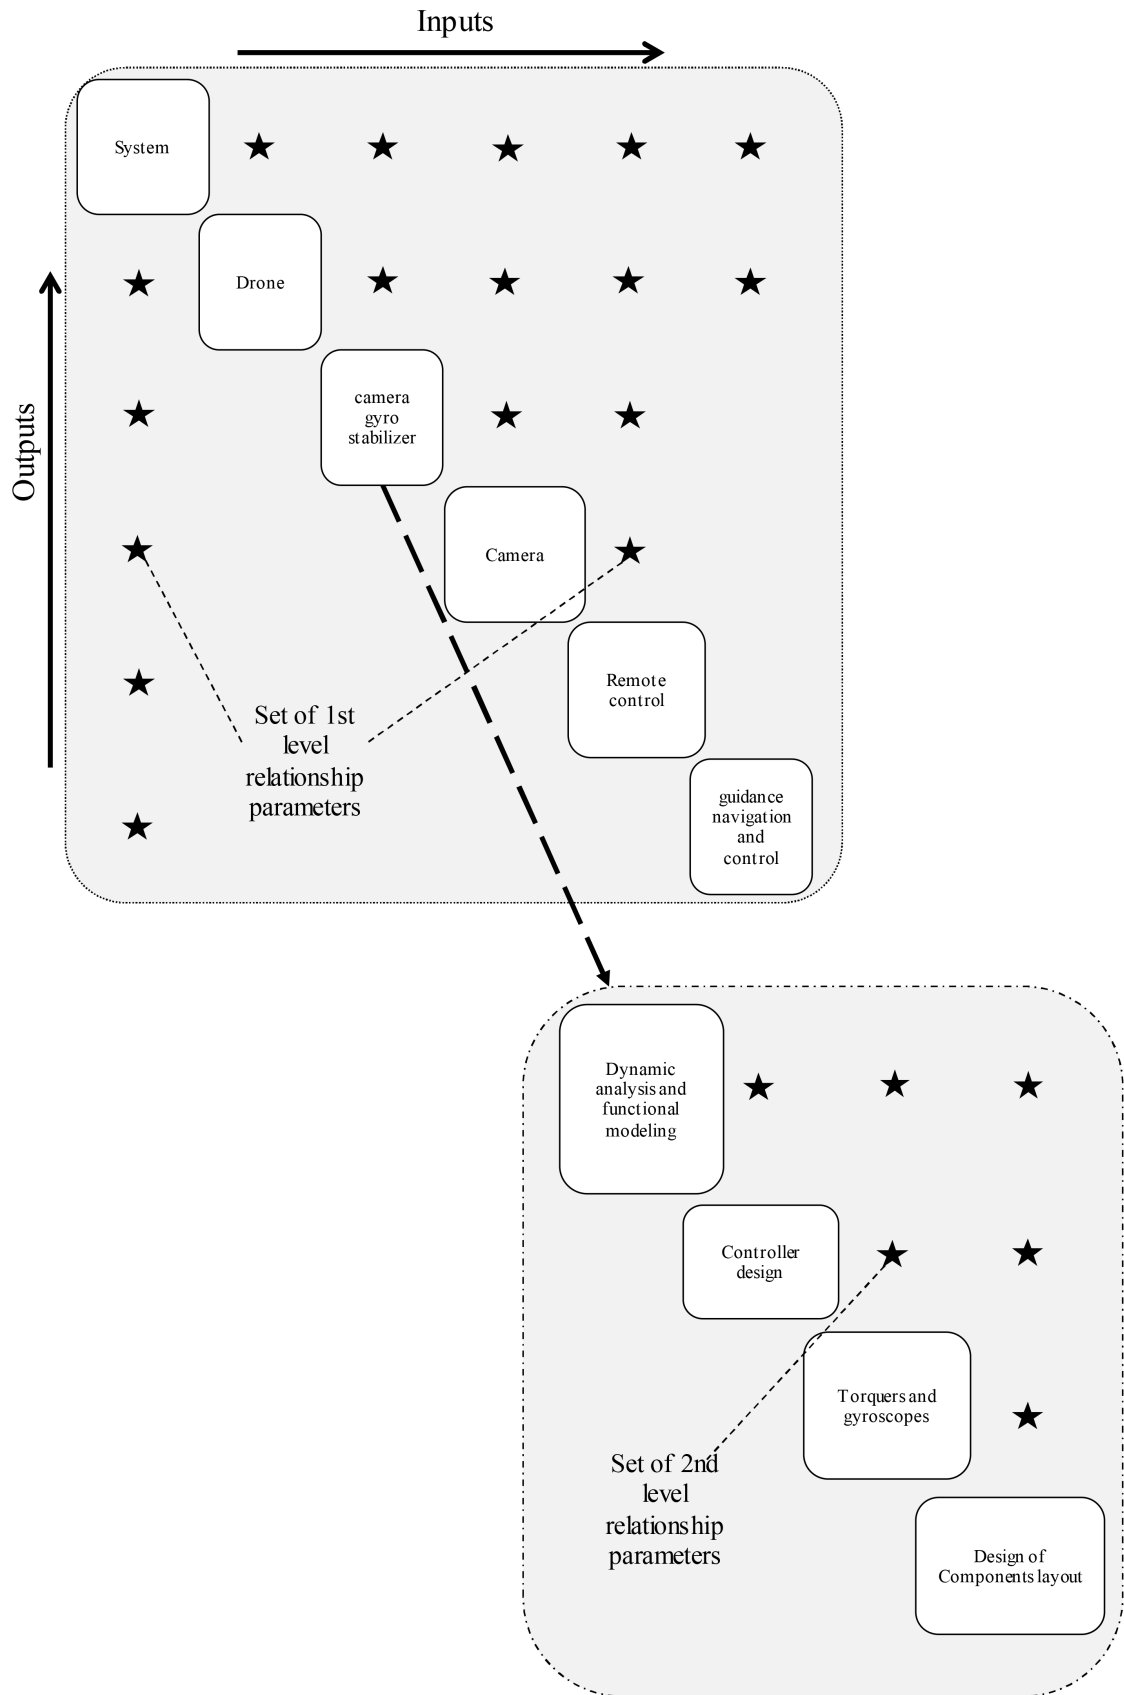 Inputs
System
Drone
Outputs
camera
gyro
stabilizer
Camera
Remote
control
Set of 1st
level
relationship
parameters
guidance
navigation
and
control
Dynamic
analysis and
functional
modeling
Controller
design
Torquers and
gyroscopes
Set of 2nd
level
relationship
parameters
Design of
Components layout